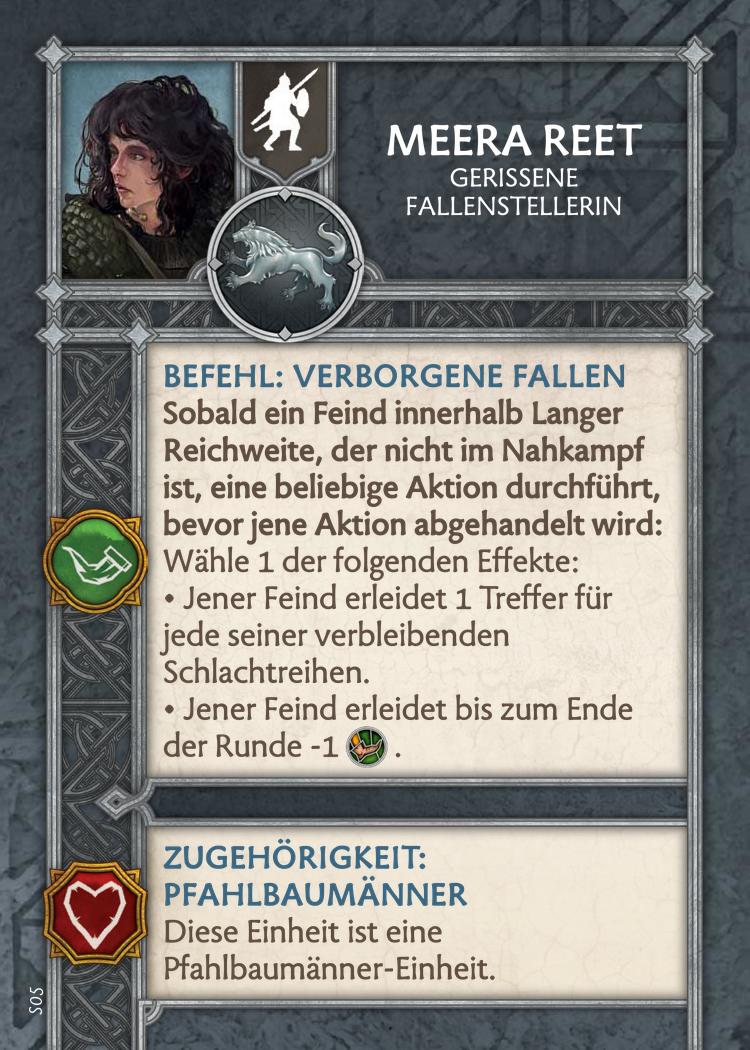 MEERA REET
GERISSENE
FALLENSTELLERIN
BEFEHL: VERBORGENE FALLEN
Sobald ein Feind innerhalb Langer
Reichweite, der nicht im Nahkampf
ist, eine beliebige Aktion durchführt,
bevor jene Aktion abgehandelt wird:
Wähle 1 der folgenden Effekte:
• Jener Feind erleidet 1 Treffer für
jede seiner verbleibenden
Schlachtreihen.
• Jener Feind erleidet bis zum Ende
der Runde -1 .
ZUGEHÖRIGKEIT:
PFAHLBAUMÄNNER
Diese Einheit ist eine
Pfahlbaumänner-Einheit.
S05